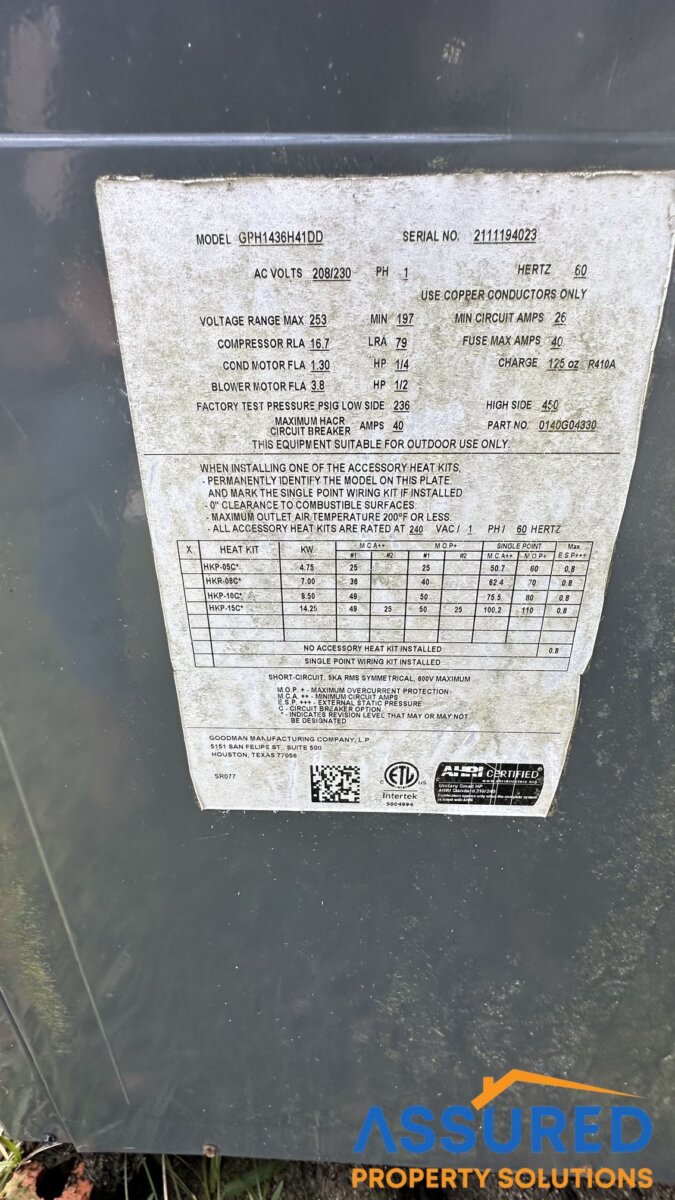 MODEL GPH1436H41DD SERIAL NO. 2111194023
AC VOLTS 208/230 PH 1 HERTZ 60
USE COPPER CONDUCTORS ONLY
VOLTAGE RANGE MAX 253 MIN 197 MIN CIRCUIT AMPS 26
COMPRESSOR RLA 16.7 LRA 79 FUSE MAX AMPS 40
COND MOTOR FLA 1.30 HP 1/4 CHARGE 125 oz R410A
BLOWER MOTOR FLA 3.8 HP 1/2
FACTORY TEST PRESSURE PSIG LOW SIDE 236 HIGH SIDE 450
MAXIMUM HACR CIRCUIT BREAKER AMPS 40 PART NO. 0140G04330
THIS EQUIPMENT SUITABLE FOR OUTDOOR USE ONLY.
WHEN INSTALLING ONE OF THE ACCESSORY HEAT KITS,
- PERMANENTLY IDENTIFY THE MODEL ON THIS PLATE.
AND MARK THE SINGLE POINT WIRING KIT IF INSTALLED
- 0" CLEARANCE TO COMBUSTIBLE SURFACES.
- MAXIMUM OUTLET AIR TEMPERATURE 200°F OR LESS.
- ALL ACCESSORY HEAT KITS ARE RATED AT 240 VAC / 1 PH / 60 HERTZ
X HEAT KIT KW M C A++ M O P+ SINGLE POINT Max
#1 #2 #1 #2 M C A++ M O P+ E.S.P+++
HKP-05C* 4.75 25 25 50.7 60 0.8
HKR-08C* 7.00 36 40 62.4 70 0.8
HKP-10C* 9.50 49 50 75.5 80 0.8
HKP-15C* 14.25 49 25 50 25 100.2 110 0.8
NO ACCESSORY HEAT KIT INSTALLED 0.8
SINGLE POINT WIRING KIT INSTALLED
SHORT-CIRCUIT: 5KA RMS SYMMETRICAL, 600V MAXIMUM
M.O.P + - MAXIMUM OVERCURRENT PROTECTION
M.C.A ++ - MINIMUM CIRCUIT AMPS
E.S.P +++ - EXTERNAL STATIC PRESSURE
C - CIRCUIT BREAKER OPTION
* - INDICATES REVISION LEVEL THAT MAY OR MAY NOT
BE DESIGNATED
GOODMAN MANUFACTURING COMPANY, L.P.
5151 SAN FELIPE ST., SUITE 500
HOUSTON, TEXAS 77056
SR077
C ETL US
Intertek
5004994
AHRI CERTIFIED
www.ahridirectory.org
Unitary Small HP
AHRI Standard 210/240
ASSURED
PROPERTY SOLUTIONS